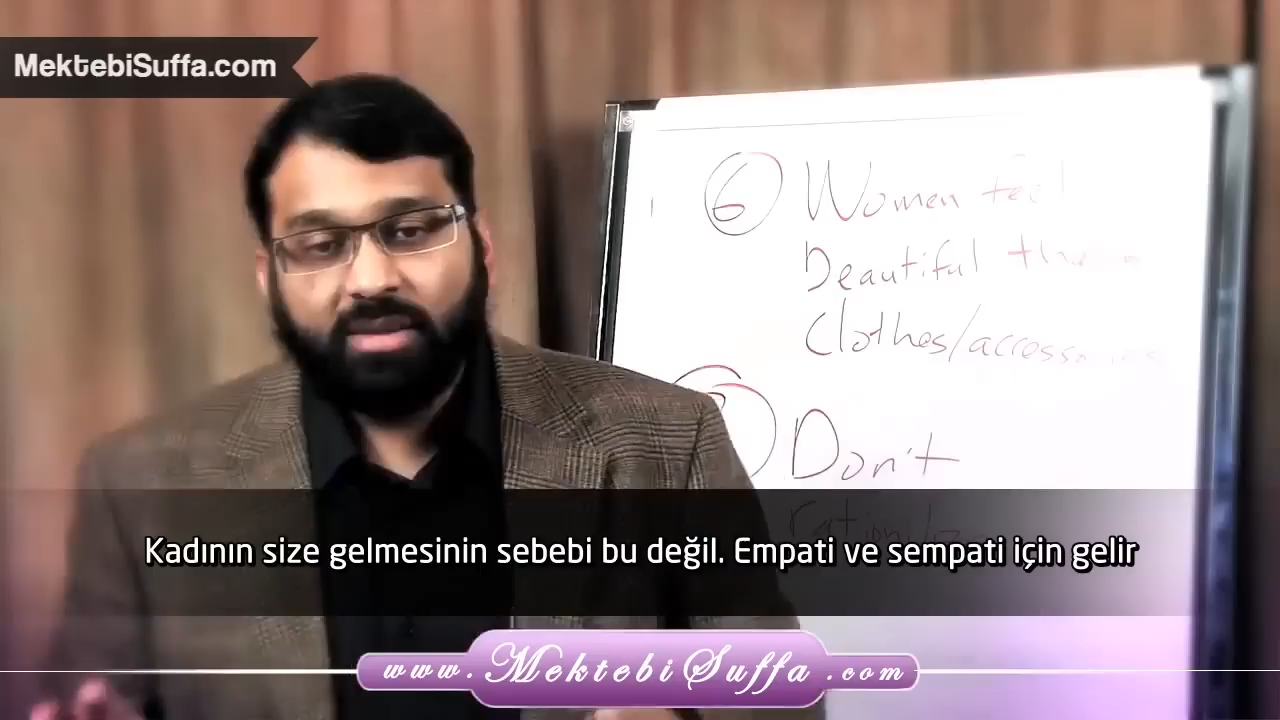 MektebiSuffa.com
6 Women feel
beautiful
Clothes/accessories
Don't
Kadının size gelmesinin sebebi bu değil. Empati ve sempati için gelir
www.MektebiSuffa.com